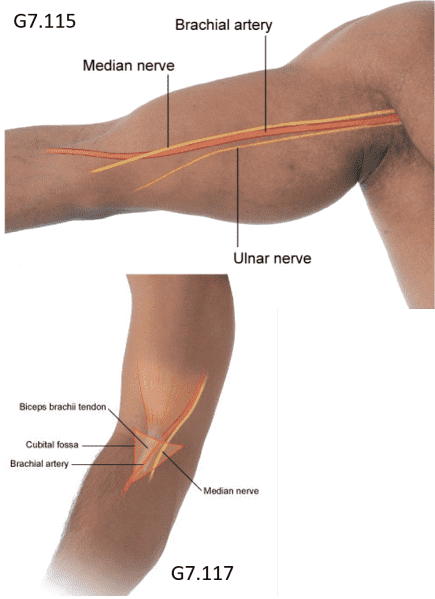 G7.115
Brachial artery
Median nerve
Ulnar nerve
Biceps brachii tendon
Cubital fossa
Brachial artery
Median nerve
G7.117